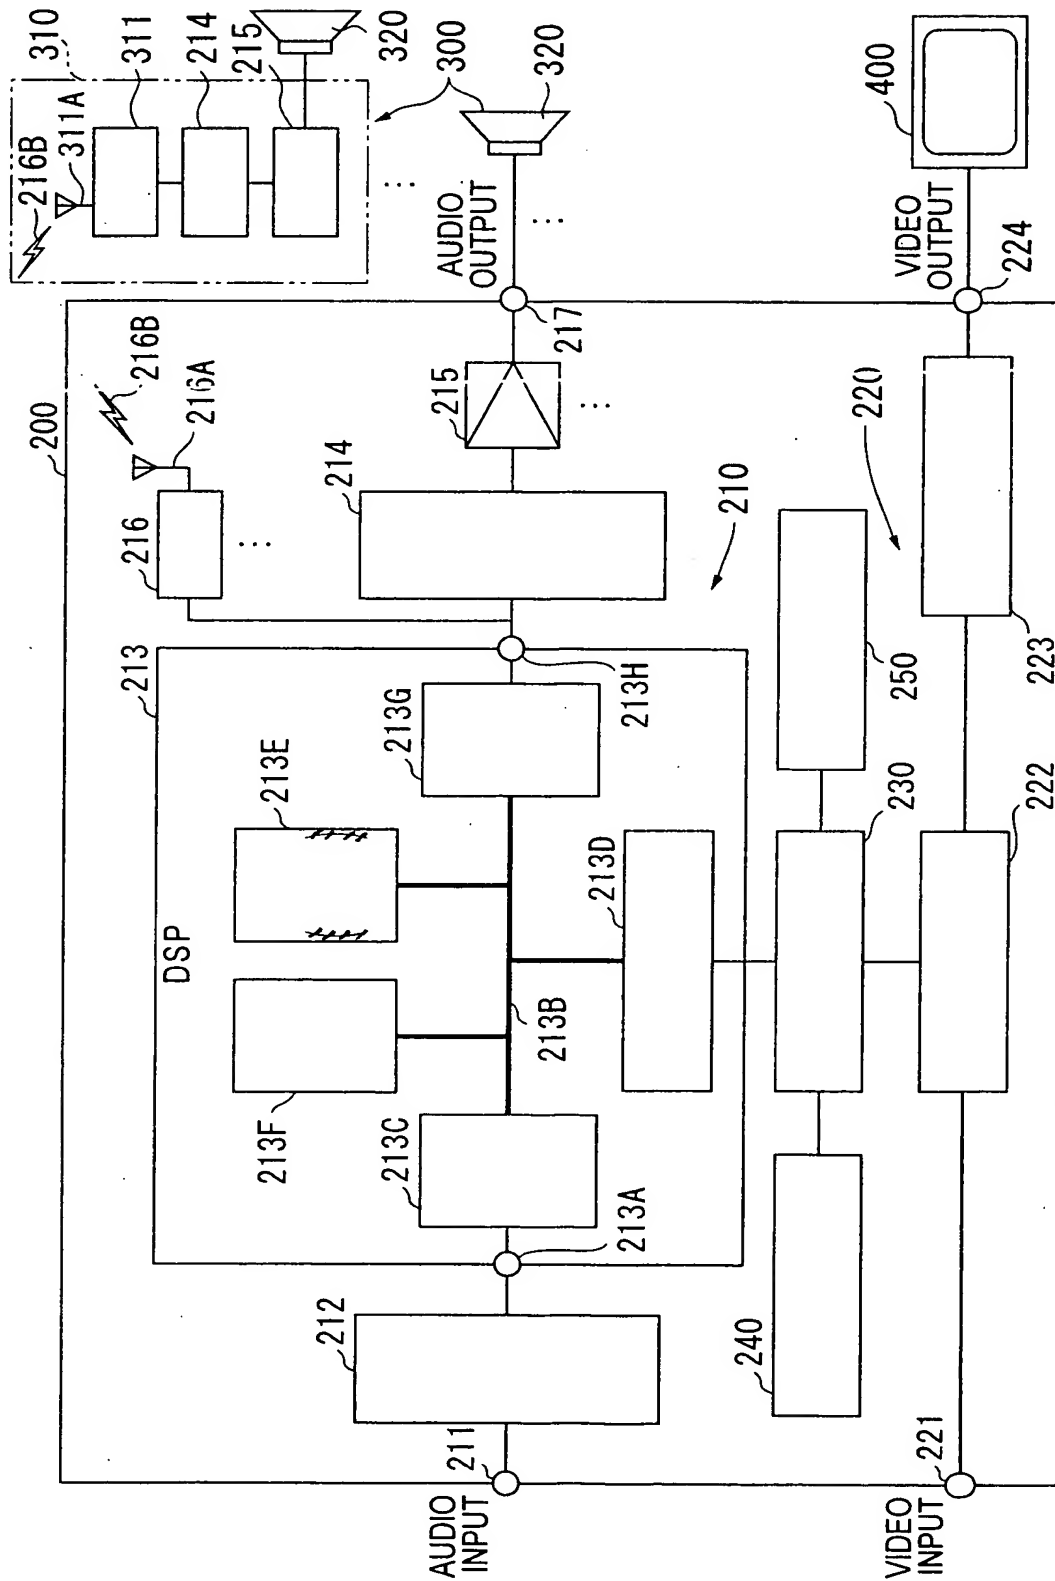 200
213
DSP
213F
213E
213C
213G
213A
213B
213D
213H
212
211
AUDIO
INPUT
216
216A
216B
214
215
217
AUDIO
OUTPUT
216B
311A
310
311
214
215
320
300
320
210
240
230
250
220
221
VIDEO
INPUT
222
223
224
VIDEO
OUTPUT
400